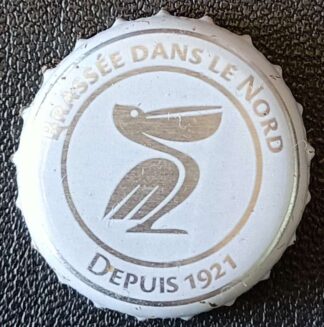 BRASSÉE DANS LE NORD
DEPUIS 1921